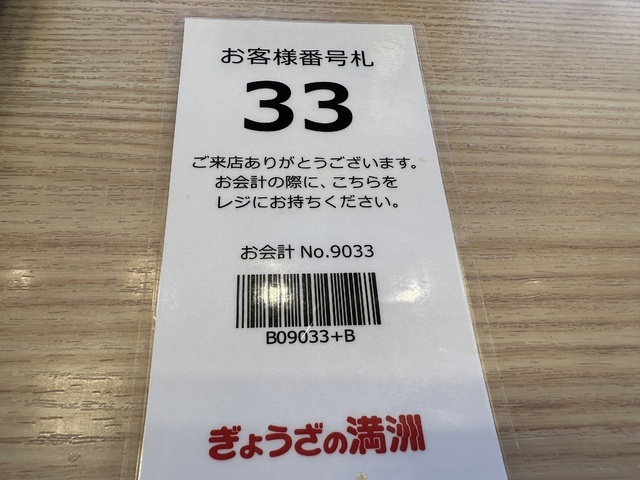 お客様番号札
33
ご来店ありがとうございます。
お会計の際に、こちらを
レジにお持ちください。
お会計 No.9033
B09033+B
ぎょうざの満洲